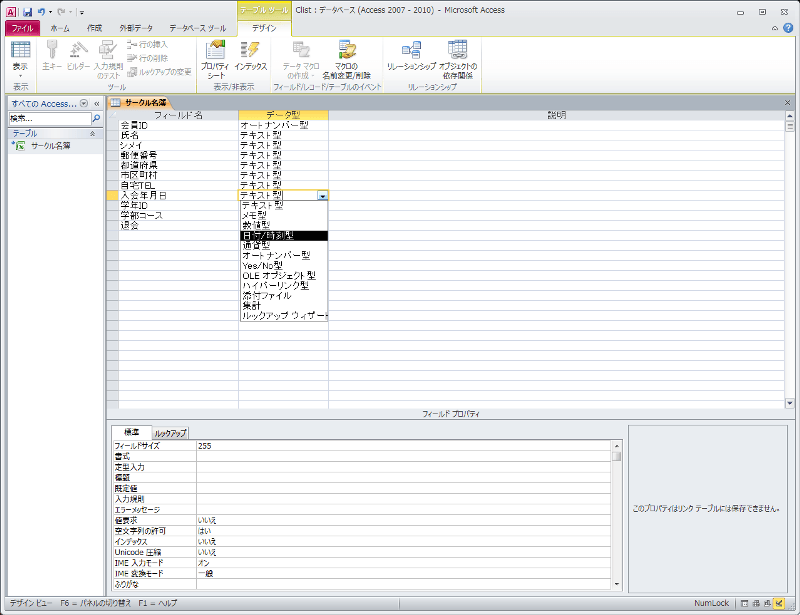 テーブル ツール
Clist : データベース (Access 2007 - 2010) - Microsoft Access
ファイル ホーム 作成 外部データ データベース ツール デザイン
表示
主キー ビルダー 入力規則のテスト
行の挿入
行の削除
ルックアップの変更
プロパティ シート
インデックス
データ マクロの作成
マクロの名前変更/削除
リレーションシップ
オブジェクトの依存関係
表示 ツール 表示/非表示 フィールド/レコード/テーブルのイベント リレーションシップ
すべての Access...
検索...
テーブル
サークル名簿
サークル名簿
フィールド名 データ型 説明
会員ID オートナンバー型
氏名 テキスト型
シメイ テキスト型
郵便番号 テキスト型
都道府県 テキスト型
市区町村 テキスト型
自宅TEL テキスト型
入会年月日 テキスト型
学年ID
学部コース
退会
テキスト型
メモ型
数値型
日付/時刻型
通貨型
オートナンバー型
Yes/No型
OLE オブジェクト型
ハイパーリンク型
添付ファイル
集計
ルックアップ ウィザード
フィールド プロパティ
標準 ルックアップ
フィールドサイズ 255
書式
定型入力
標題
既定値
入力規則
エラーメッセージ
値要求 いいえ
空文字列の許可 はい
インデックス いいえ
Unicode 圧縮 いいえ
IME 入力モード オン
IME 変換モード 一般
ふりがな
このプロパティはリンク テーブルには保存できません。
デザイン ビュー F6 = パネルの切り替え F1 = ヘルプ
NumLock